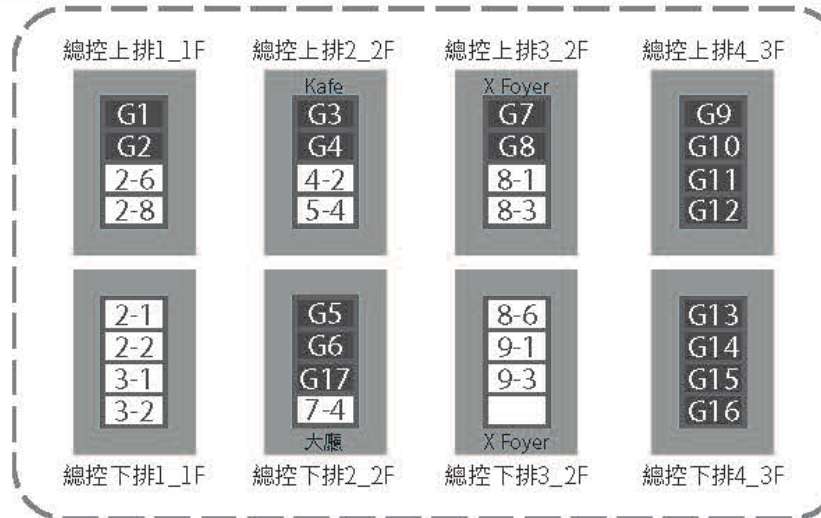 總控上排1_1F
總控上排2_2F
總控上排3_2F
總控上排4_3F
Kafe
X Foyer
G1
G2
2-6
2-8
G3
G4
4-2
5-4
G7
G8
8-1
8-3
G9
G10
G11
G12
2-1
2-2
3-1
3-2
G5
G6
G17
7-4
大廳
8-6
9-1
9-3
X Foyer
G13
G14
G15
G16
總控下排1_1F
總控下排2_2F
總控下排3_2F
總控下排4_3F